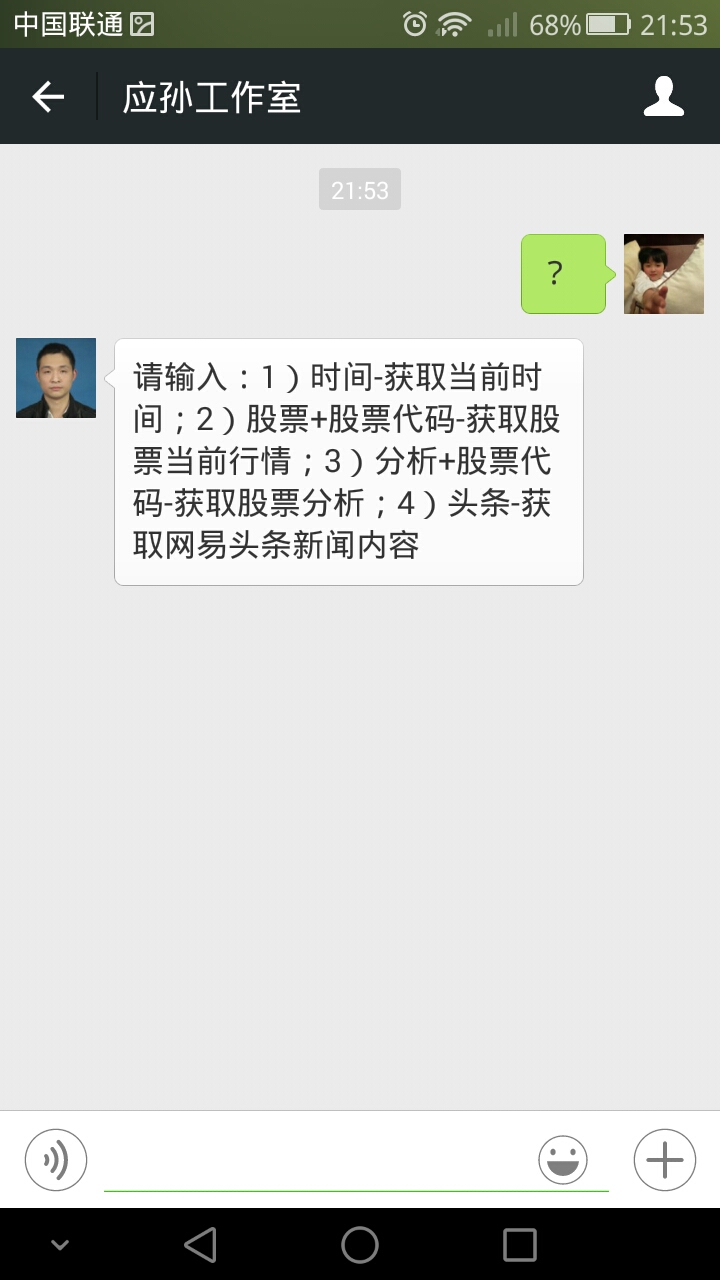 中国联通 68% 21:53
应孙工作室
21:53
?
请输入：1）时间-获取当前时
间；2）股票+股票代码-获取股
票当前行情；3）分析+股票代
码-获取股票分析；4）头条-获
取网易头条新闻内容